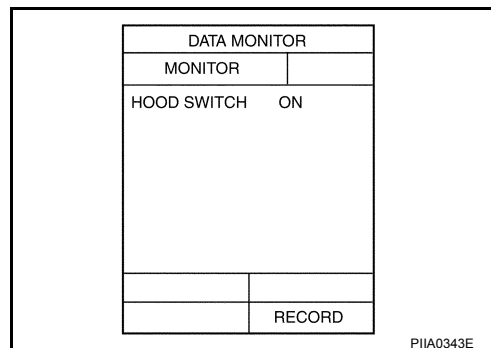 DATA MONITOR
MONITOR
HOOD SWITCH ON
RECORD
PIIA0343E